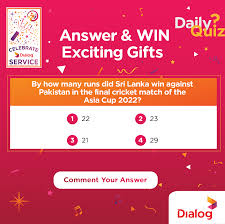 CELEBRATE
Dialog
SERVICE
Daily?
Quiz
Answer & WIN
Exciting Gifts
By how many runs did Sri Lanka win against
Pakistan in the final cricket match of the
Asia Cup 2022?
1 22
2 23
3 21
4 29
Comment Your Answer
Dialog